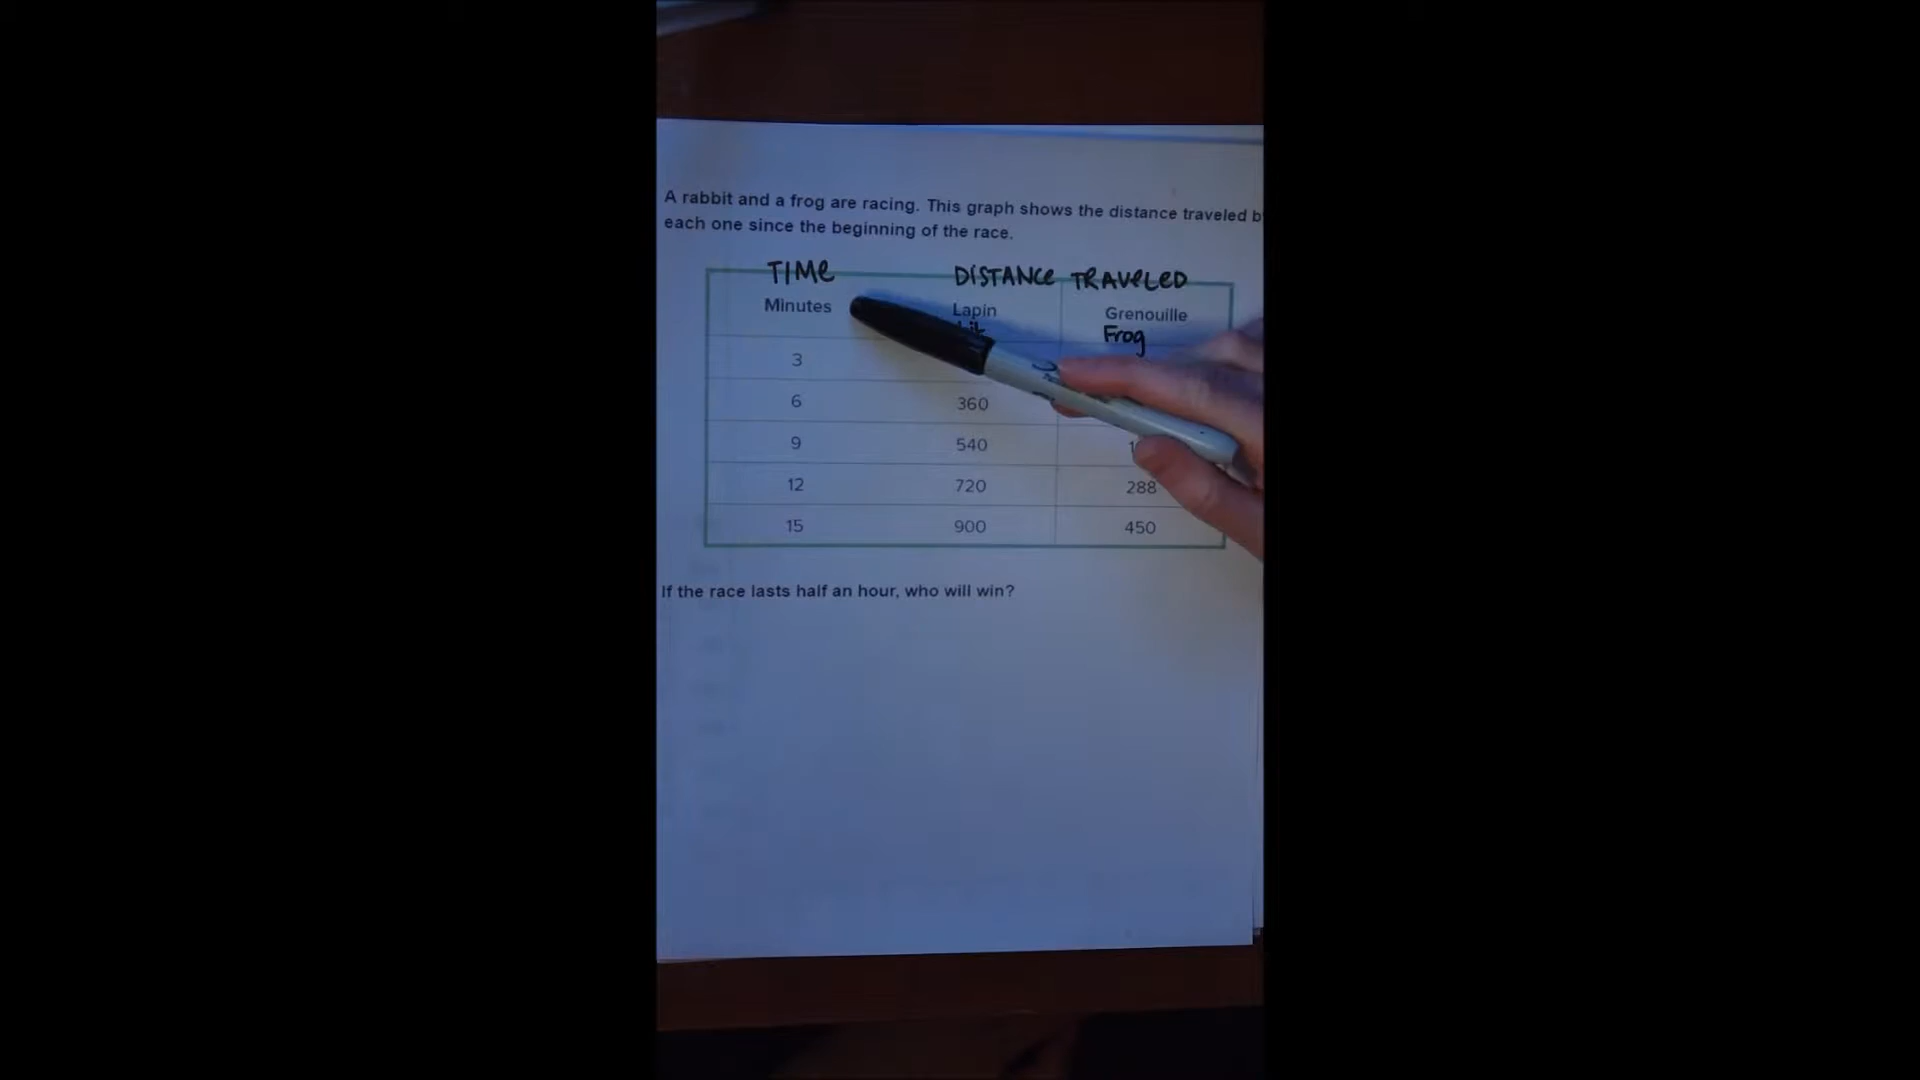 A rabbit and a frog are racing. This graph shows the distance traveled b
each one since the beginning of the race.
TIMe DISTANCe TRAVeLeD
Minutes Lapin Grenouille
Frog
3
6 360
9 540
12 720 288
15 900 450
If the race lasts half an hour, who will win?